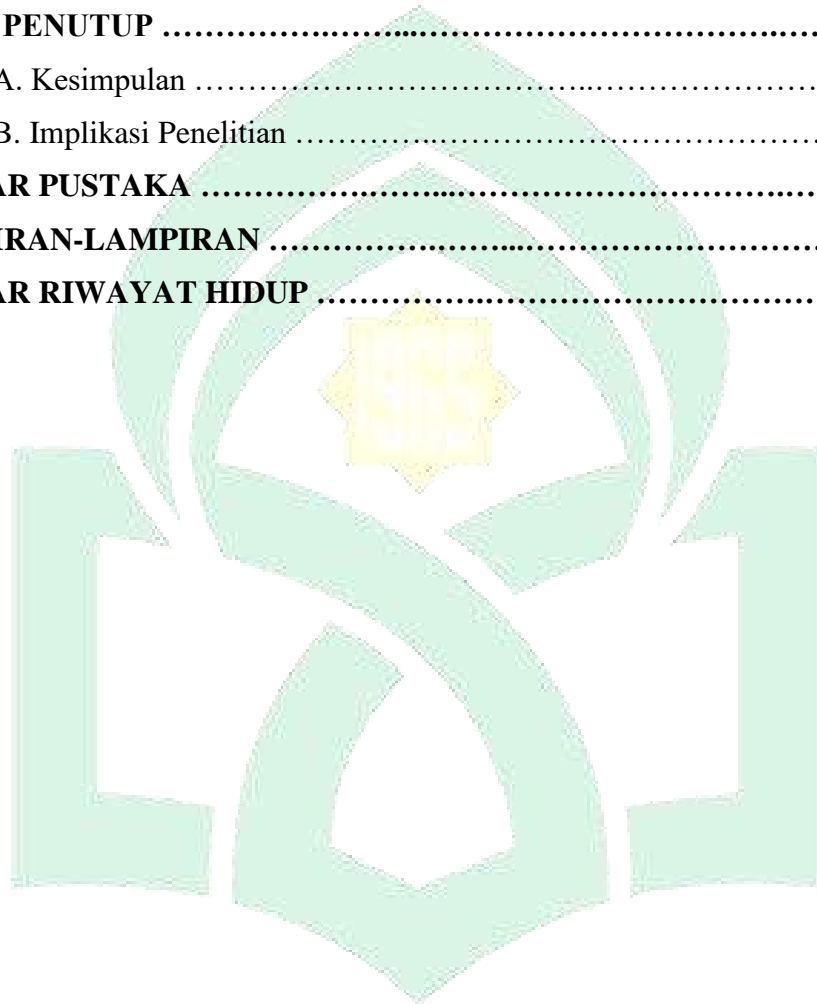 PENUTUP ……………..……...…………………………….…
A. Kesimpulan …………………………………..…………………
B. Implikasi Penelitian …………..……………………………………
AR PUSTAKA …………….……...…………………………….…
IRAN-LAMPIRAN …………….……...……………………………
AR RIWAYAT HIDUP …………….………………………………